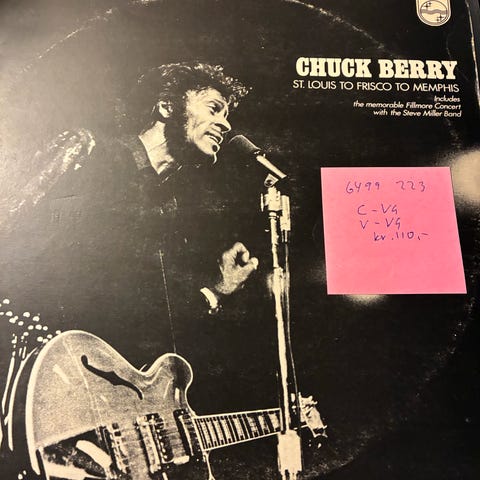 CHUCK BERRY
ST. LOUIS TO FRISCO TO MEMPHIS
Includes
the memorable Fillmore Concert
with the Steve Miller Band
6499 223
C-VG
V-VG
kr.110,-